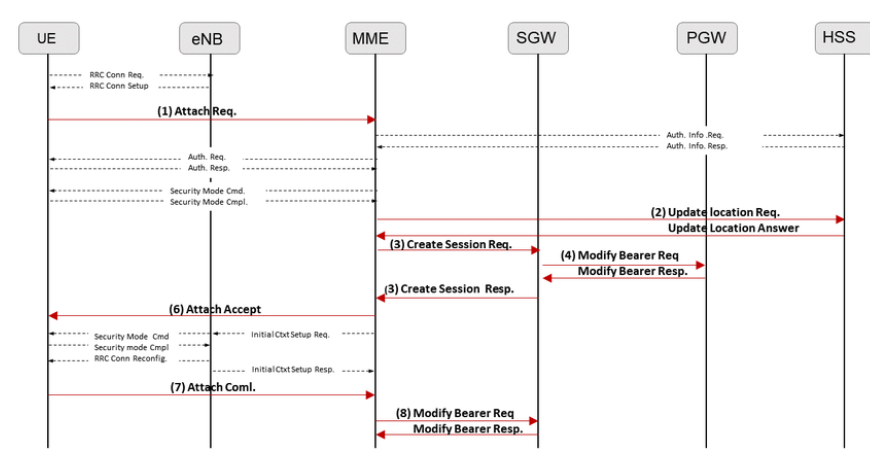 UE
eNB
MME
SGW
PGW
HSS
RRC Conn Req.
RRC Conn Setup
(1) Attach Req.
Auth. Info .Req.
Auth. Info. Resp.
Auth. Req.
Auth. Resp.
Security Mode Cmd.
Security Mode Cmpl.
(2) Update location Req.
Update Location Answer
(3) Create Session Req.
(4) Modify Bearer Req
Modify Bearer Resp.
(3) Create Session Resp.
(6) Attach Accept
Security Mode Cmd
Initial Ctxt Setup Req.
Security mode Cmpl
RRC Conn Reconfig.
Initial Ctxt Setup Resp.
(7) Attach Coml.
(8) Modify Bearer Req
Modify Bearer Resp.